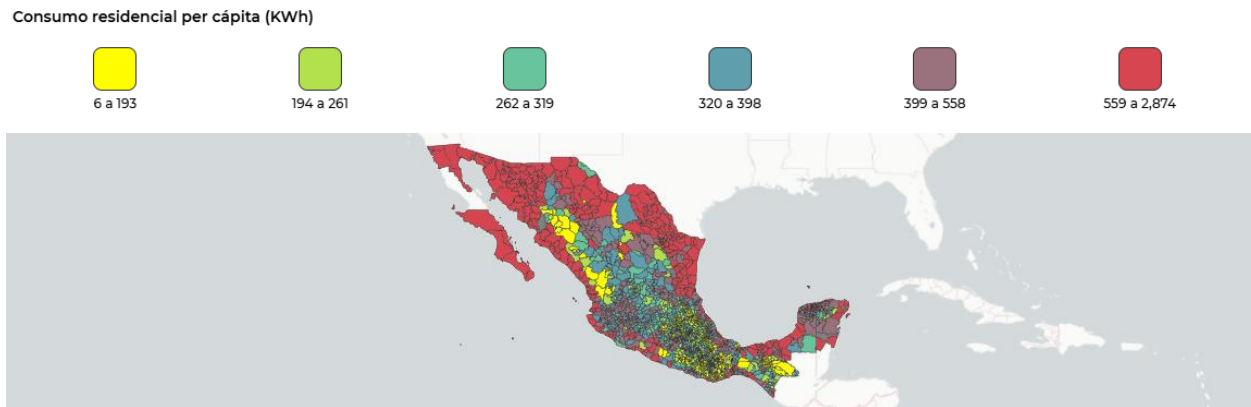 Consumo residencial per cápita (KWh)
6 a 193
194 a 261
262 a 319
320 a 398
399 a 558
559 a 2,874